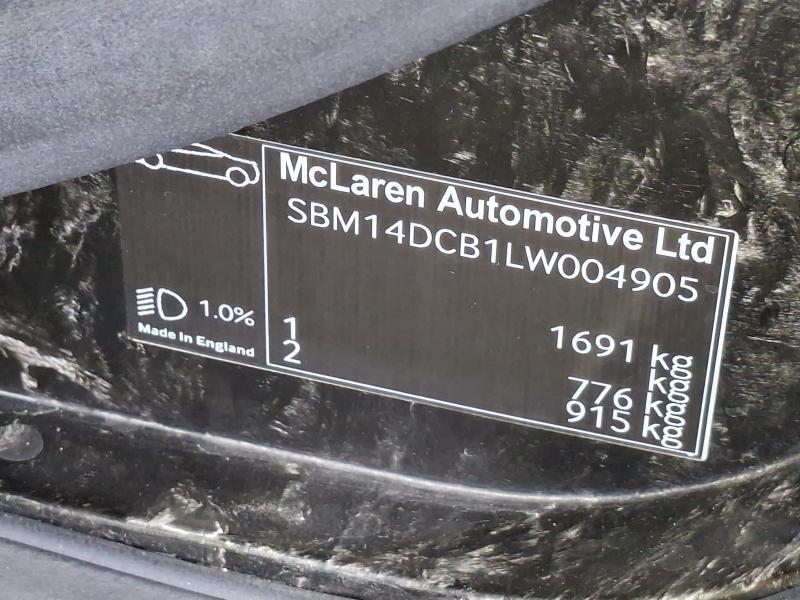 McLaren Automotive Ltd
SBM14DCB1LW004905
1691 kg
kg
1 776 kg
2 915 kg
1.0%
Made In England